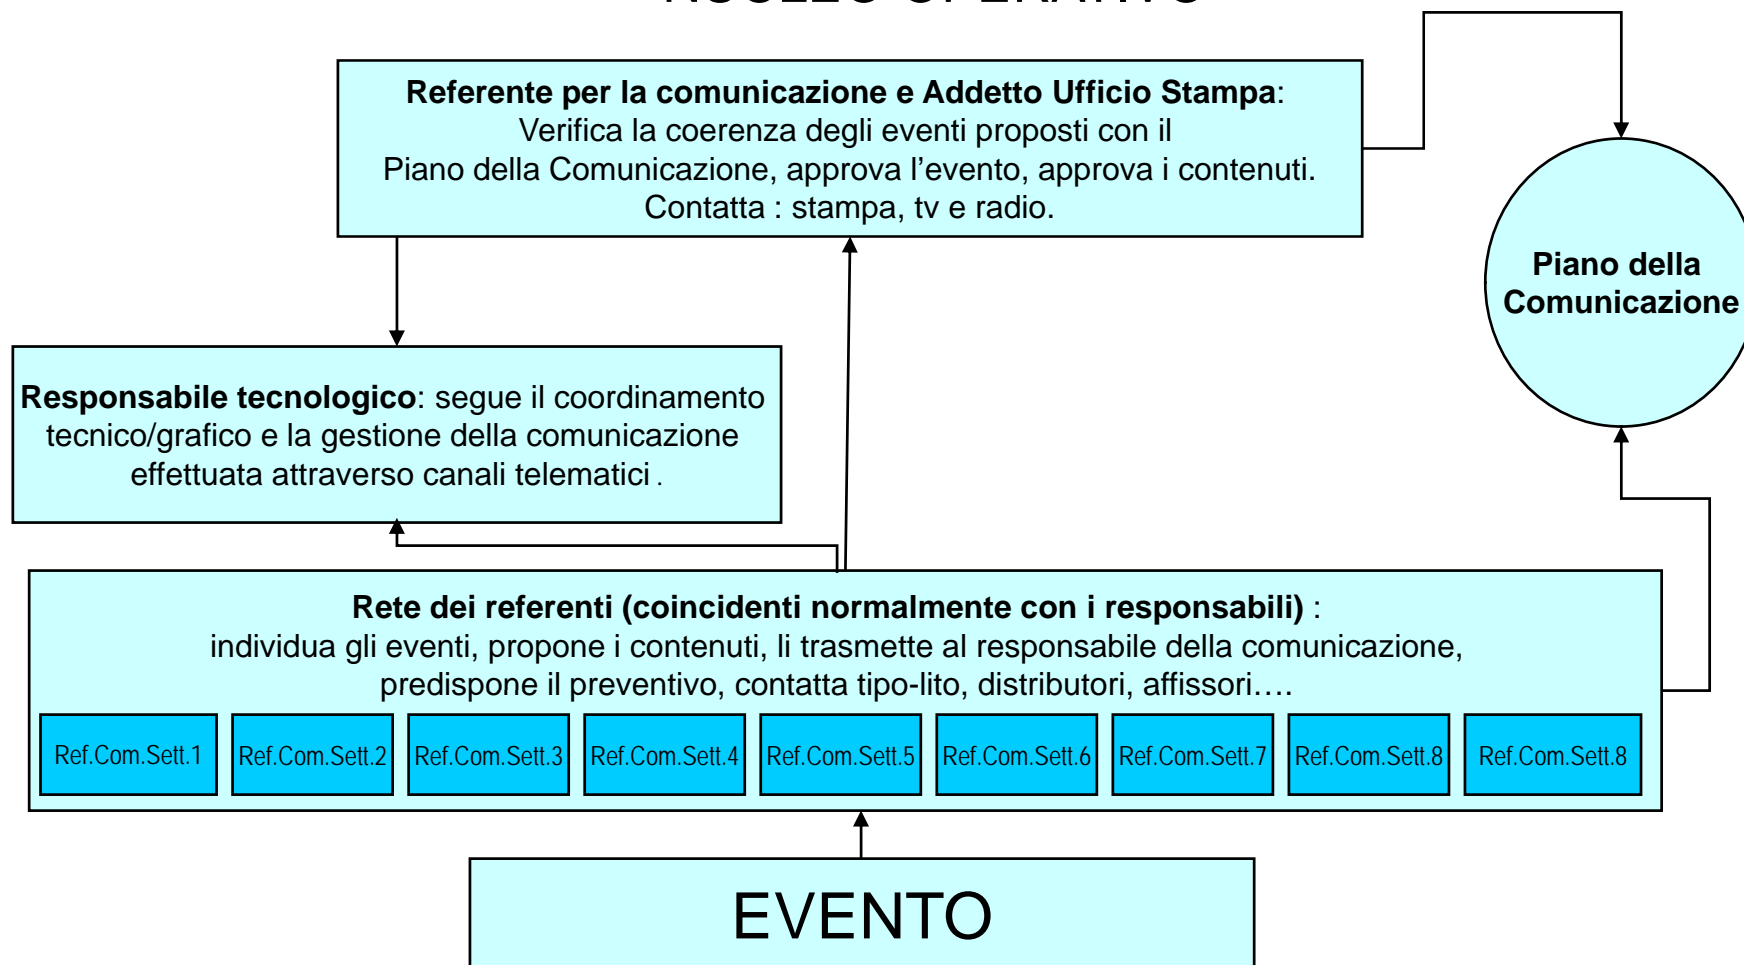 Referente per la comunicazione e Addetto Ufficio Stampa:
Verifica la coerenza degli eventi proposti con il
Piano della Comunicazione, approva l’evento, approva i contenuti.
Contatta : stampa, tv e radio.
Piano della
Comunicazione
Responsabile tecnologico: segue il coordinamento
tecnico/grafico e la gestione della comunicazione
effettuata attraverso canali telematici .
Rete dei referenti (coincidenti normalmente con i responsabili) :
individua gli eventi, propone i contenuti, li trasmette al responsabile della comunicazione,
predispone il preventivo, contatta tipo-lito, distributori, affissori….
Ref.Com.Sett.1
Ref.Com.Sett.2
Ref.Com.Sett.3
Ref.Com.Sett.4
Ref.Com.Sett.5
Ref.Com.Sett.6
Ref.Com.Sett.7
Ref.Com.Sett.8
Ref.Com.Sett.8
EVENTO